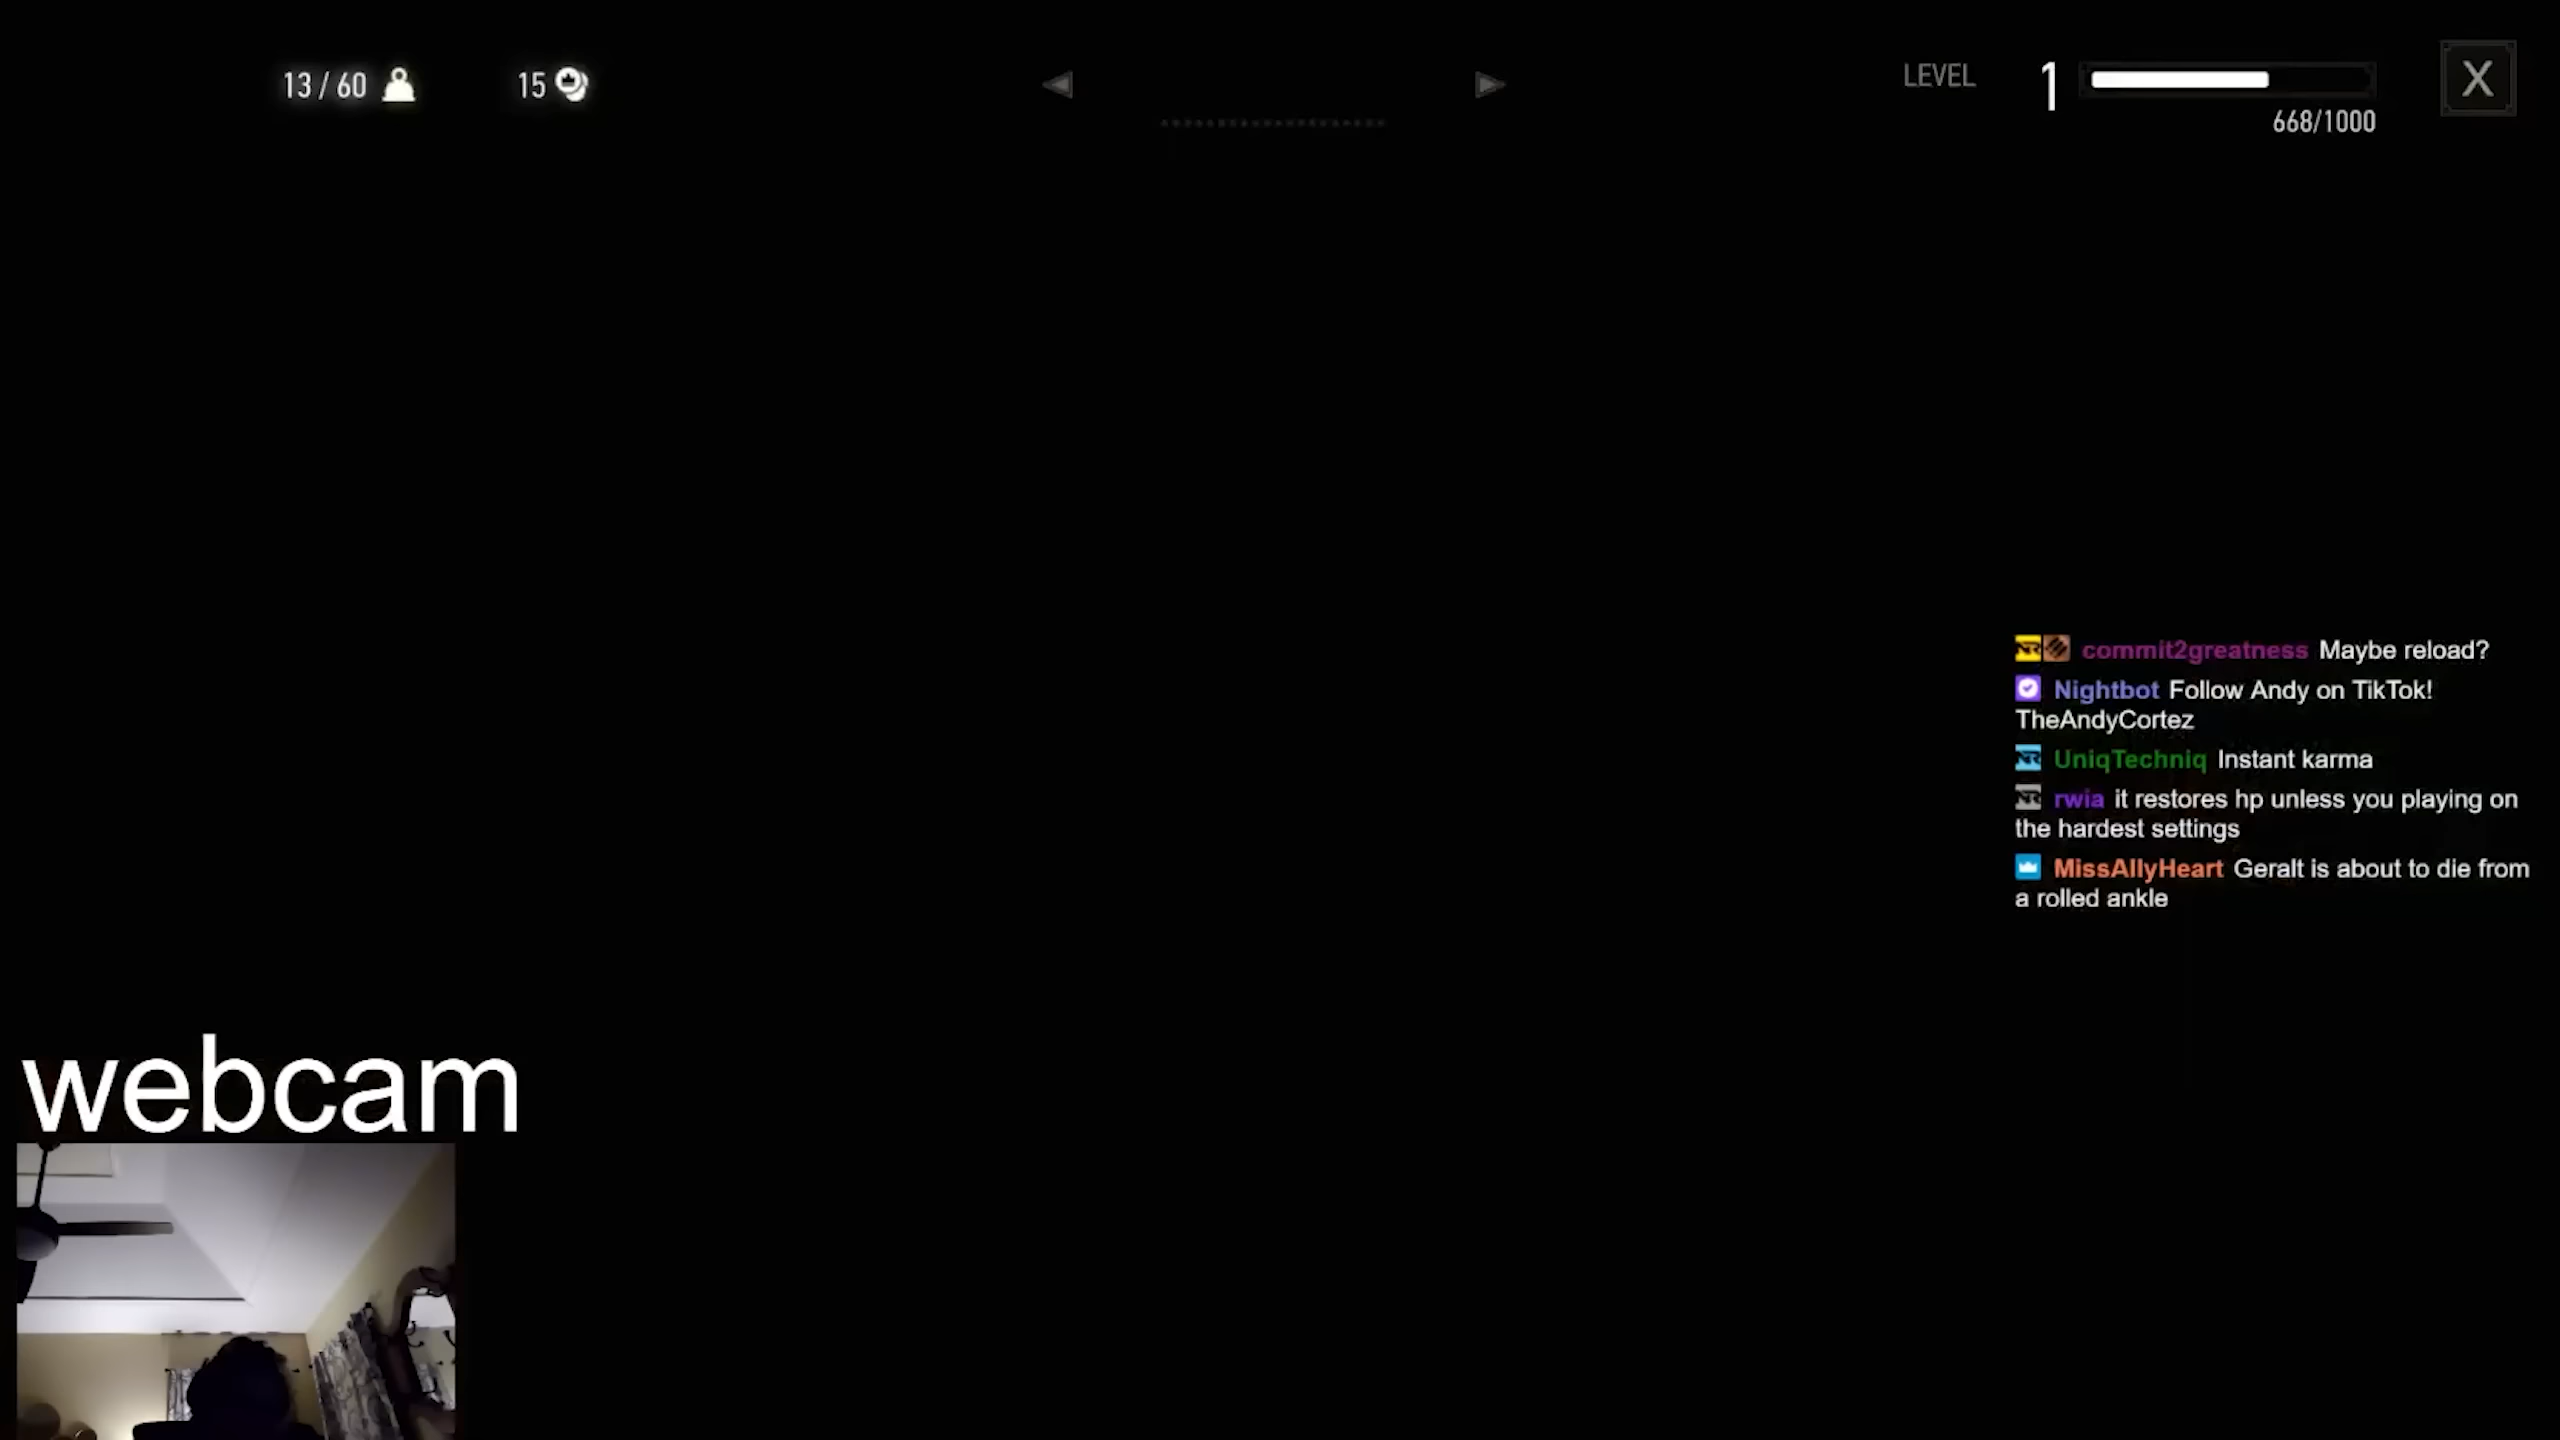 13 / 60
15
LEVEL 1
668/1000
X
commit2greatness Maybe reload?
Nightbot Follow Andy on TikTok!
TheAndyCortez
UniqTechniq Instant karma
rwia it restores hp unless you playing on
the hardest settings
MissAllyHeart Geralt is about to die from
a rolled ankle
webcam